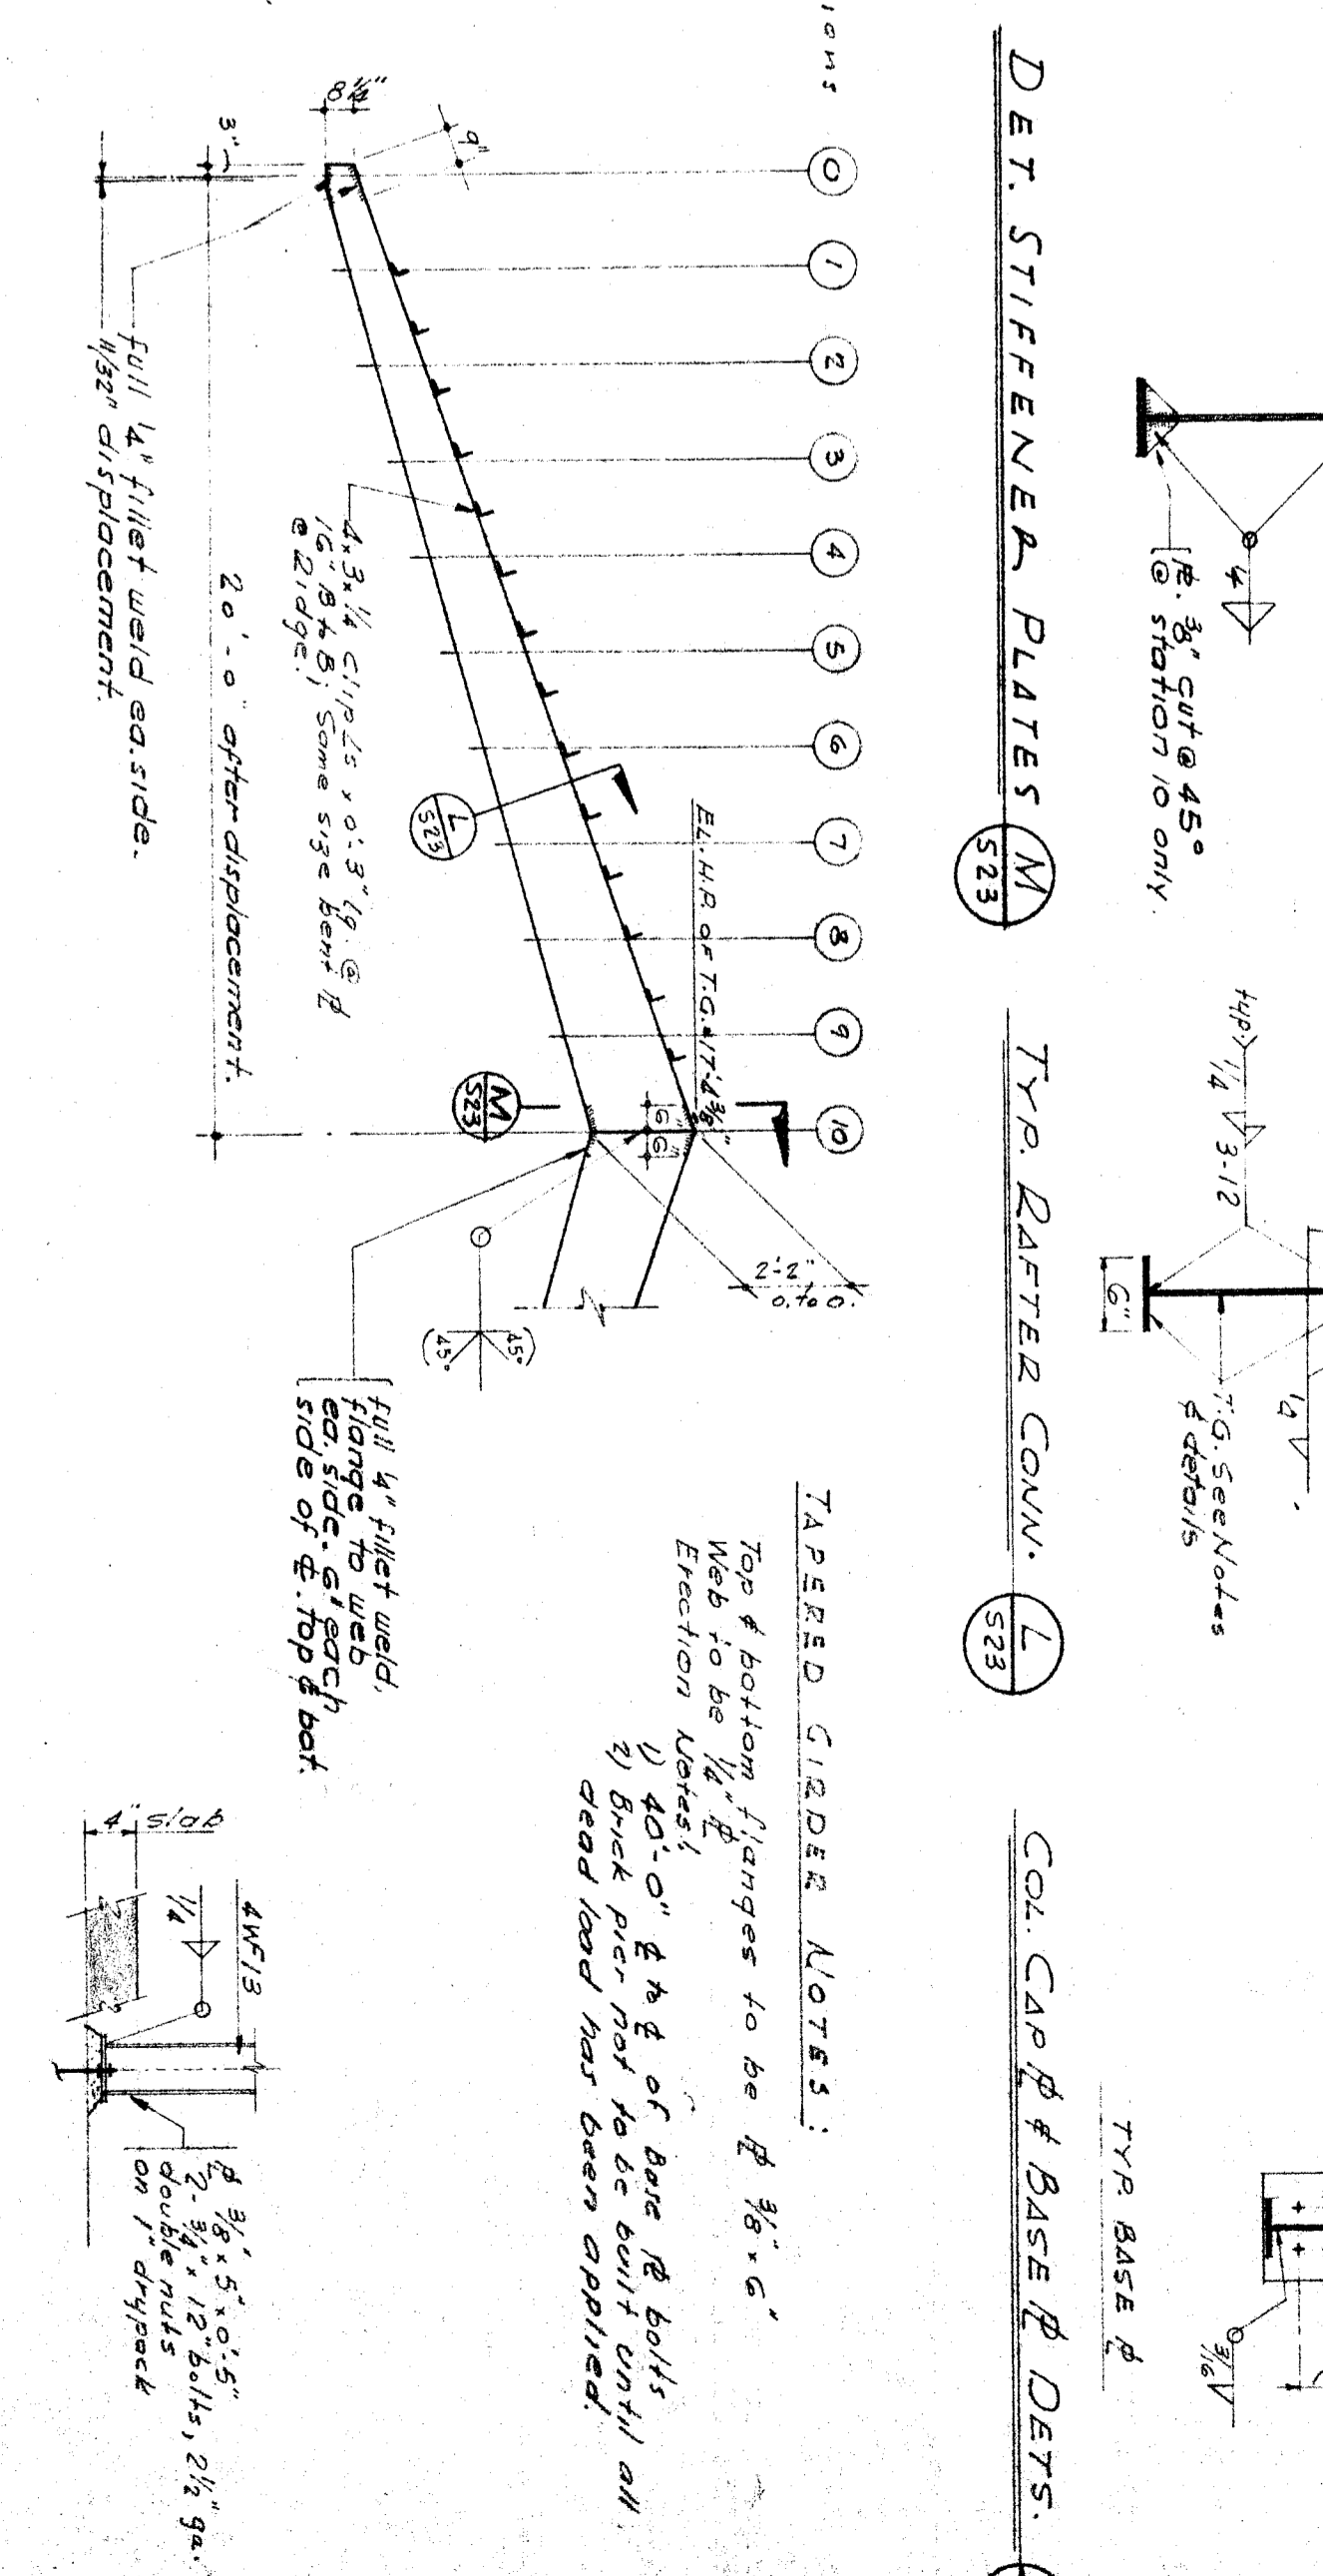 ions
DET. STIFFENER PLATES
M
S23
TYP. RAFTER CONN.
L
S23
COL. CAP ⅊ & BASE ⅊ DETS.
℔. 3/8" cut @ 45°
@ station 10 only.
1/4
typ.
1/4
3-12
6"
T.G. See Notes
& details
1/4
TYP. BASE ⅊
3/16
0
1
2
3
4
5
6
7
8
9
10
8 1/4"
9"
3"
EL. H.P. OF T.G. = 17'-4 3/8"
6" 6"
L
S23
M
S23
2'-2"
o. to o.
45°
45°
4 x 3 x 1/4 clip Ls x 0'-3" lg. @
16" B to B; Same size bent ⅊
@ Ridge.
20'-0" after displacement.
full 1/4" fillet weld ea. side.
11/32" displacement.
full 1/4" fillet weld,
flange to web
ea. side - 6" each
side of ℄. Top & bot.
TAPERED GIRDER NOTES:
Top & bottom flanges to be ⅊ 3/8" x 6"
Web to be 1/4" ⅊
Erection Notes:
1) 40'-0" ℄ to ℄ of Base ⅊ bolts
2) Brick pier not to be built until all
dead load has been applied.
4" slab
1/4
4WF13
⅊ 3/8" x 5" x 0'-5"
2- 3/4" x 12" bolts, 2 1/2" ga.
double nuts
on 1" drypack